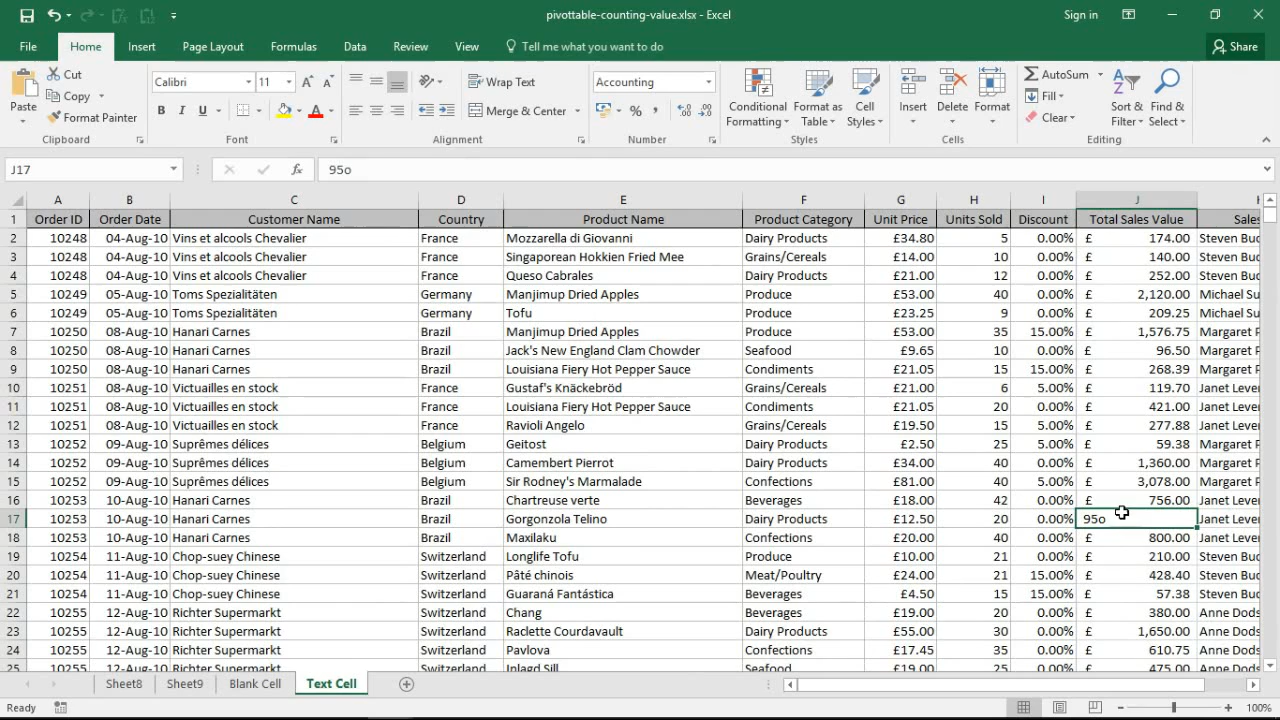 pivottable-counting-value.xlsx - Excel
Sign in
File Home Insert Page Layout Formulas Data Review View Tell me what you want to do Share
Paste
Cut
Copy
Format Painter
Clipboard
Calibri 11
B I U
Font
Wrap Text
Merge & Center
Alignment
Accounting
%
Number
Conditional Formatting
Format as Table
Cell Styles
Styles
Insert Delete Format
Cells
AutoSum
Fill
Clear
Sort & Filter
Find & Select
Editing
J17 fx 95o
A B C D E F G H I J
1 Order ID Order Date Customer Name Country Product Name Product Category Unit Price Units Sold Discount Total Sales Value Sales
2 10248 04-Aug-10 Vins et alcools Chevalier France Mozzarella di Giovanni Dairy Products £34.80 5 0.00% £ 174.00 Steven Buc
3 10248 04-Aug-10 Vins et alcools Chevalier France Singaporean Hokkien Fried Mee Grains/Cereals £14.00 10 0.00% £ 140.00 Steven Buc
4 10248 04-Aug-10 Vins et alcools Chevalier France Queso Cabrales Dairy Products £21.00 12 0.00% £ 252.00 Steven Buc
5 10249 05-Aug-10 Toms Spezialitäten Germany Manjimup Dried Apples Produce £53.00 40 0.00% £ 2,120.00 Michael Su
6 10249 05-Aug-10 Toms Spezialitäten Germany Tofu Produce £23.25 9 0.00% £ 209.25 Michael Su
7 10250 08-Aug-10 Hanari Carnes Brazil Manjimup Dried Apples Produce £53.00 35 15.00% £ 1,576.75 Margaret P
8 10250 08-Aug-10 Hanari Carnes Brazil Jack's New England Clam Chowder Seafood £9.65 10 0.00% £ 96.50 Margaret P
9 10250 08-Aug-10 Hanari Carnes Brazil Louisiana Fiery Hot Pepper Sauce Condiments £21.05 15 15.00% £ 268.39 Margaret P
10 10251 08-Aug-10 Victuailles en stock France Gustaf's Knäckebröd Grains/Cereals £21.00 6 5.00% £ 119.70 Janet Lever
11 10251 08-Aug-10 Victuailles en stock France Louisiana Fiery Hot Pepper Sauce Condiments £21.05 20 0.00% £ 421.00 Janet Lever
12 10251 08-Aug-10 Victuailles en stock France Ravioli Angelo Grains/Cereals £19.50 15 5.00% £ 277.88 Janet Lever
13 10252 09-Aug-10 Suprêmes délices Belgium Geitost Dairy Products £2.50 25 5.00% £ 59.38 Margaret P
14 10252 09-Aug-10 Suprêmes délices Belgium Camembert Pierrot Dairy Products £34.00 40 0.00% £ 1,360.00 Margaret P
15 10252 09-Aug-10 Suprêmes délices Belgium Sir Rodney's Marmalade Confections £81.00 40 5.00% £ 3,078.00 Margaret P
16 10253 10-Aug-10 Hanari Carnes Brazil Chartreuse verte Beverages £18.00 42 0.00% £ 756.00 Janet Lever
17 10253 10-Aug-10 Hanari Carnes Brazil Gorgonzola Telino Dairy Products £12.50 20 0.00% 95o Janet Lever
18 10253 10-Aug-10 Hanari Carnes Brazil Maxilaku Confections £20.00 40 0.00% £ 800.00 Janet Lever
19 10254 11-Aug-10 Chop-suey Chinese Switzerland Longlife Tofu Produce £10.00 21 0.00% £ 210.00 Steven Buc
20 10254 11-Aug-10 Chop-suey Chinese Switzerland Pâté chinois Meat/Poultry £24.00 21 15.00% £ 428.40 Steven Buc
21 10254 11-Aug-10 Chop-suey Chinese Switzerland Guaraná Fantástica Beverages £4.50 15 15.00% £ 57.38 Steven Buc
22 10255 12-Aug-10 Richter Supermarkt Switzerland Chang Beverages £19.00 20 0.00% £ 380.00 Anne Dods
23 10255 12-Aug-10 Richter Supermarkt Switzerland Raclette Courdavault Dairy Products £55.00 30 0.00% £ 1,650.00 Anne Dods
24 10255 12-Aug-10 Richter Supermarkt Switzerland Pavlova Confections £17.45 35 0.00% £ 610.75 Anne Dods
25 10255 12-Aug-10 Richter Supermarkt Switzerland Inlagd Sill Seafood £19.00 25 0.00% £ 475.00 Anne Dods
Sheet8 Sheet9 Blank Cell Text Cell
Ready 100%